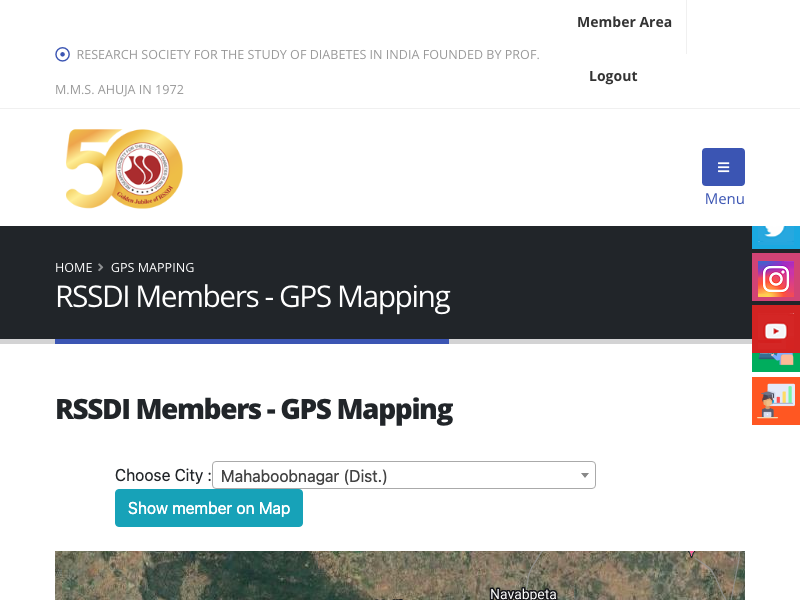 Member Area
RESEARCH SOCIETY FOR THE STUDY OF DIABETES IN INDIA FOUNDED BY PROF.
M.M.S. AHUJA IN 1972
Logout
50
Golden Jubilee of RSSDI
Menu
HOME > GPS MAPPING
RSSDI Members - GPS Mapping
RSSDI Members - GPS Mapping
Choose City : Mahaboobnagar (Dist.)
Show member on Map
Navabpeta